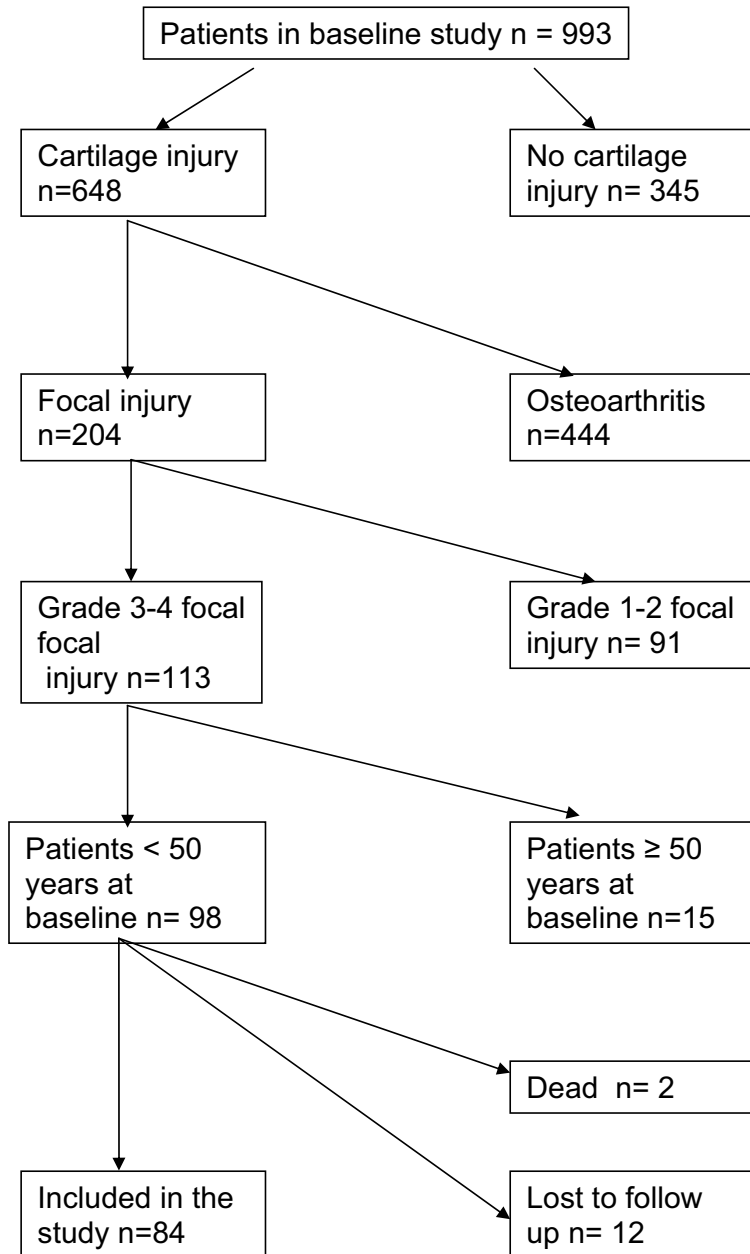 Patients in baseline study n = 993
Cartilage injury
n=648
No cartilage
injury n= 345
Focal injury
n=204
Osteoarthritis
n=444
Grade 3-4 focal
focal
injury n=113
Grade 1-2 focal
injury n= 91
Patients < 50
years at
baseline n= 98
Patients ≥ 50
years at
baseline n=15
Dead n= 2
Included in the
study n=84
Lost to follow
up n= 12